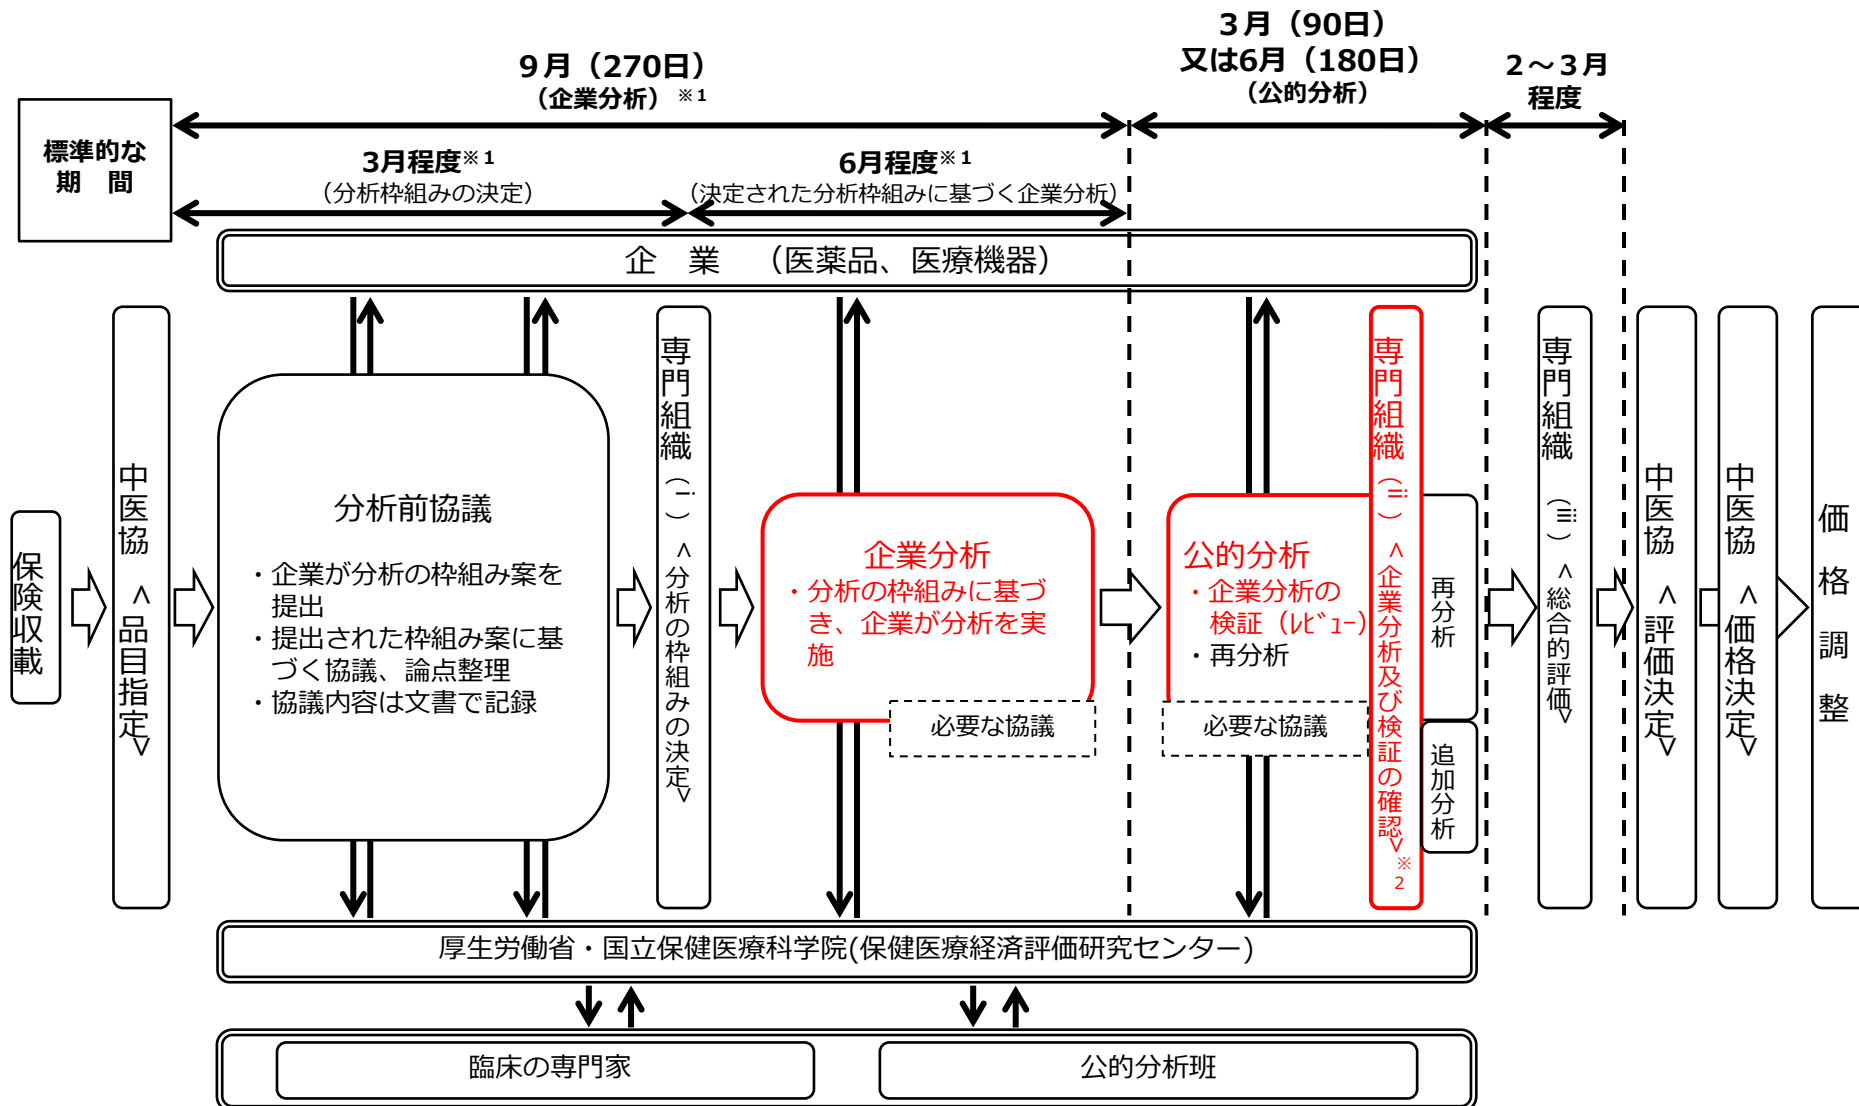 標準的な
期　間
９月（270日）
（企業分析）※1
３月（90日）
又は6月（180日）
（公的分析）
２～３月
程度
3月程度※1
（分析枠組みの決定）
6月程度※1
（決定された分析枠組みに基づく企業分析）
企　業　（医薬品、医療機器）
保険収載
中医協　＜品目指定＞
分析前協議
・企業が分析の枠組み案を
提出
・提出された枠組み案に基
づく協議、論点整理
・協議内容は文書で記録
専門組織（ⅰ）＜分析の枠組みの決定＞
企業分析
・分析の枠組みに基づ
き、企業が分析を実
施
必要な協議
公的分析
・企業分析の
検証（ﾚﾋﾞｭｰ）
・再分析
必要な協議
専門組織（ⅱ）＜企業分析及び検証の確認＞※2
再分析
追加分析
専門組織　（ⅲ）＜総合的評価＞
中医協　＜評価決定＞
中医協　＜価格決定＞
価格調整
厚生労働省・国立保健医療科学院(保健医療経済評価研究センター)
臨床の専門家
公的分析班